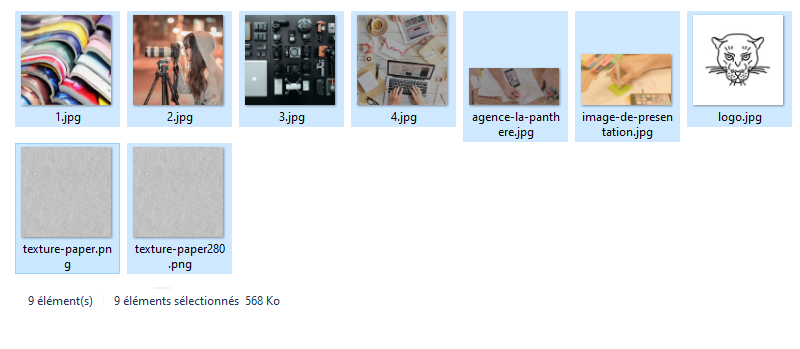 1.jpg
2.jpg
3.jpg
4.jpg
agence-la-panth
ere.jpg
image-de-presen
tation.jpg
logo.jpg
texture-paper.pn
g
texture-paper280
.png
9 élément(s)
9 éléments sélectionnés 568 Ko